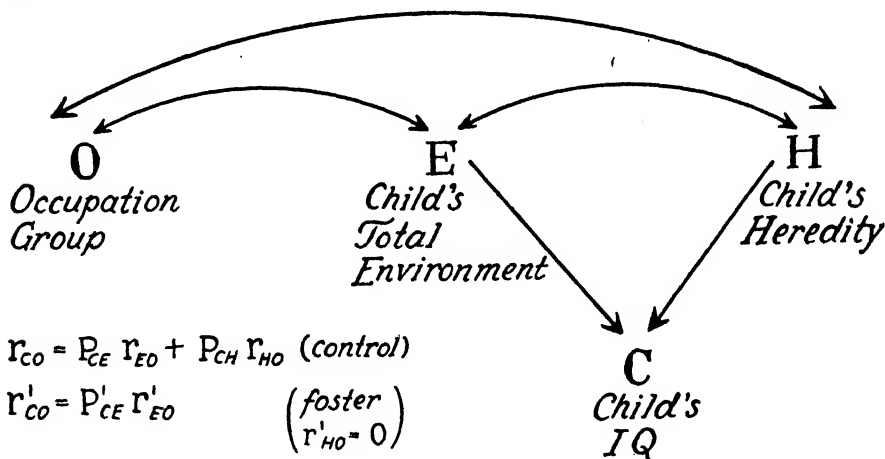 O
Occupation
Group
E
Child's
Total
Environment
H
Child's
Heredity
C
Child's
IQ
r_CO = P_CE r_EO + P_CH r_HO (control)
r'_CO = P'_CE r'_EO (foster
r'_HO = 0)